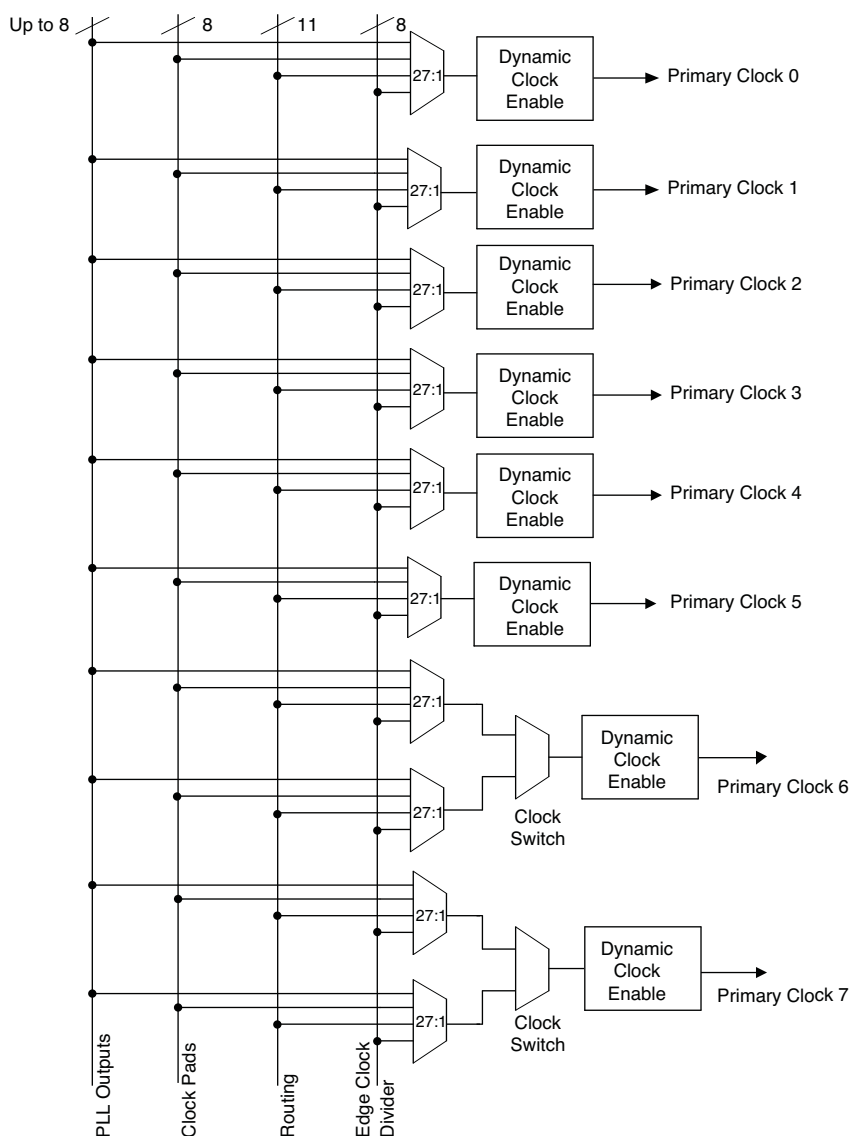 Up to 8
8
11
8
27:1
Dynamic
Clock
Enable
Primary Clock 0
27:1
Dynamic
Clock
Enable
Primary Clock 1
27:1
Dynamic
Clock
Enable
Primary Clock 2
27:1
Dynamic
Clock
Enable
Primary Clock 3
27:1
Dynamic
Clock
Enable
Primary Clock 4
27:1
Dynamic
Clock
Enable
Primary Clock 5
27:1
27:1
Clock
Switch
Dynamic
Clock
Enable
Primary Clock 6
27:1
27:1
Clock
Switch
Dynamic
Clock
Enable
Primary Clock 7
PLL Outputs
Clock Pads
Routing
Edge Clock
Divider